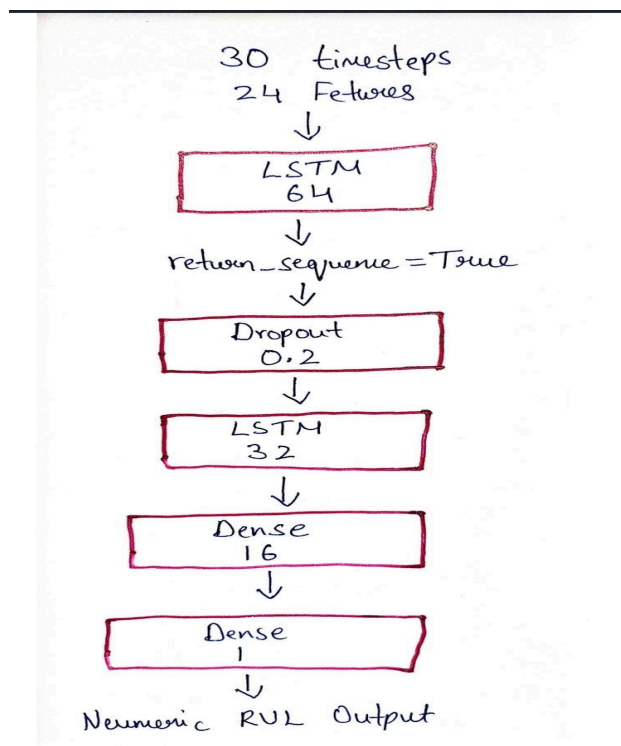 30 timesteps
24 Fetures
LSTM
64
return_sequence = True
Dropout
0.2
LSTM
32
Dense
16
Dense
1
Neumeric RUL Output